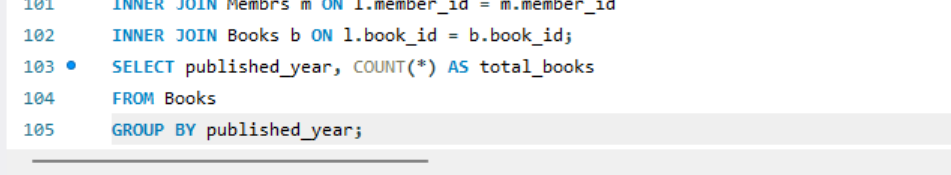 101 INNER JOIN Membrs m ON l.member_id = m.member_id
102 INNER JOIN Books b ON l.book_id = b.book_id;
103 SELECT published_year, COUNT(*) AS total_books
104 FROM Books
105 GROUP BY published_year;